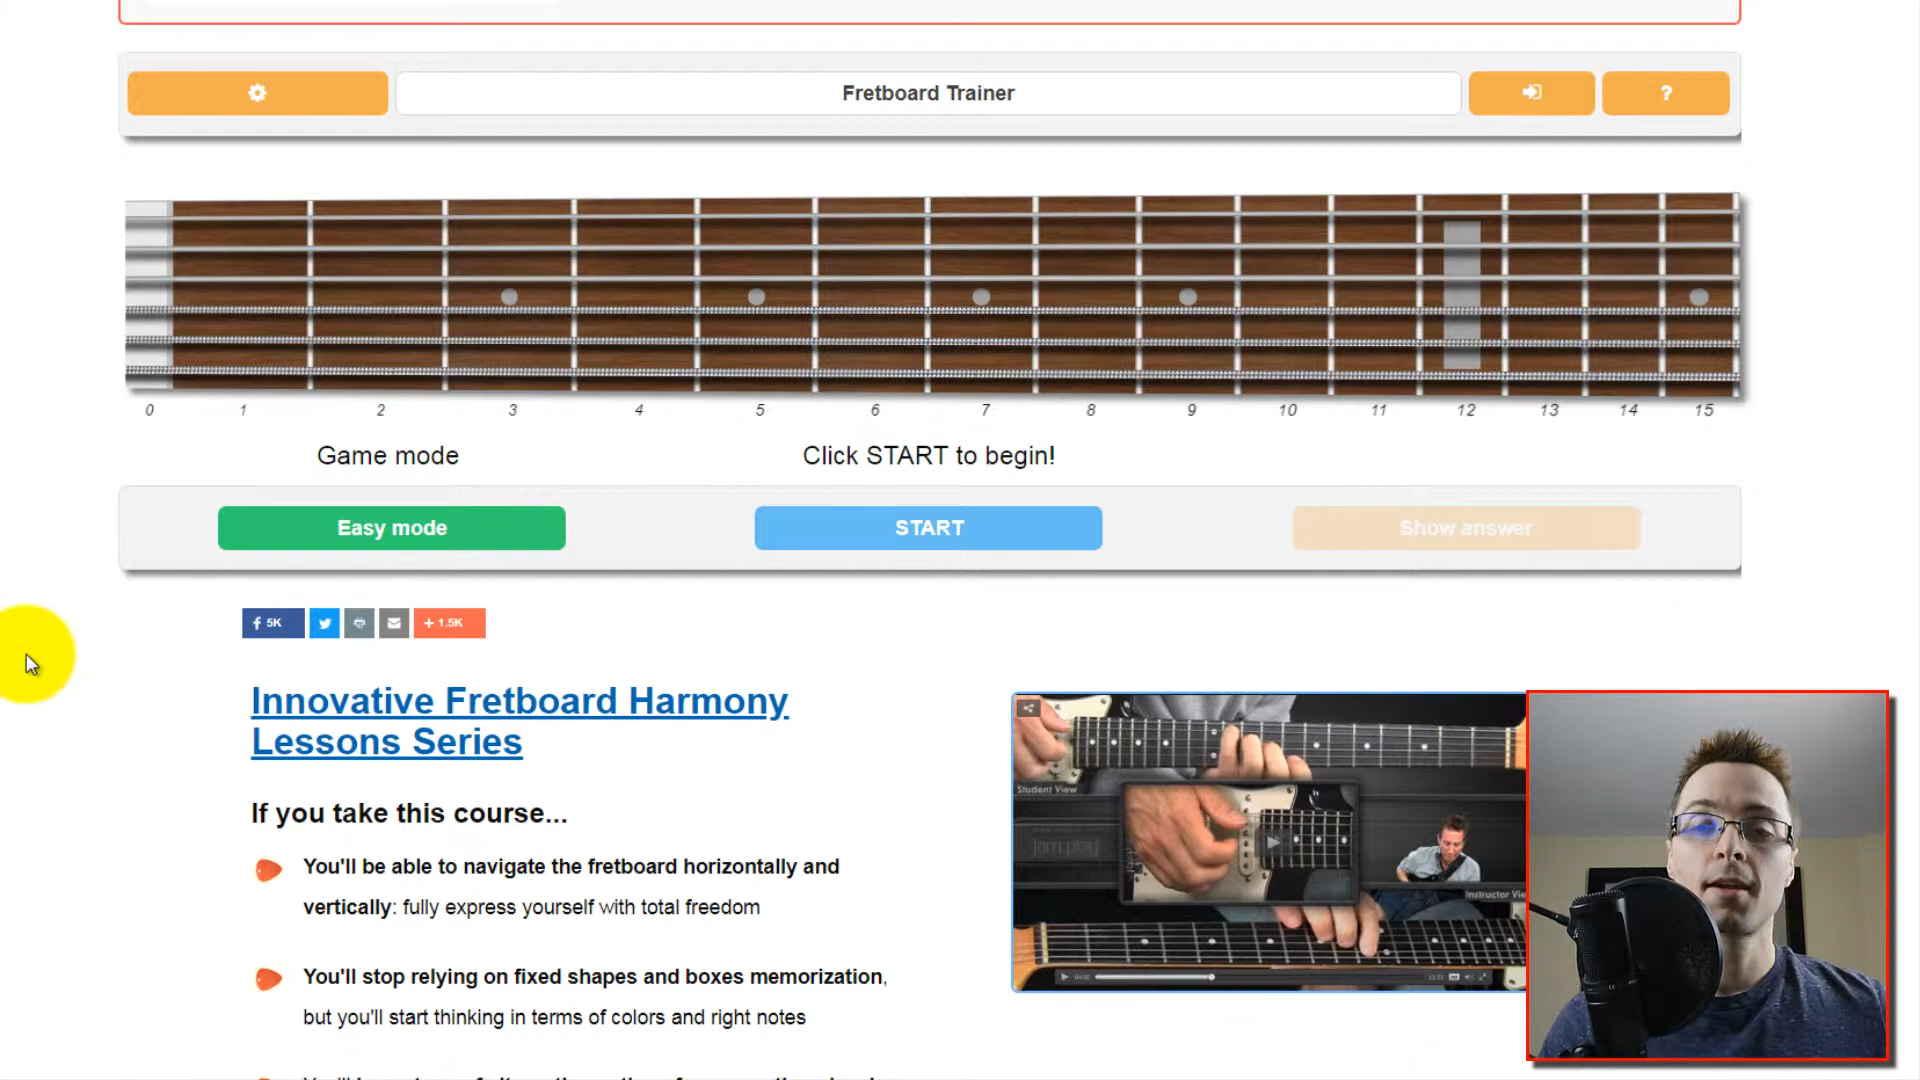 Fretboard Trainer
?
0 1 2 3 4 5 6 7 8 9 10 11 12 13 14 15
Game mode
Click START to begin!
Easy mode
START
Show answer
5K
+ 1.5K
Innovative Fretboard Harmony
Lessons Series
If you take this course...
You'll be able to navigate the fretboard horizontally and
vertically: fully express yourself with total freedom
You'll stop relying on fixed shapes and boxes memorization,
but you'll start thinking in terms of colors and right notes
Student View
Instructor